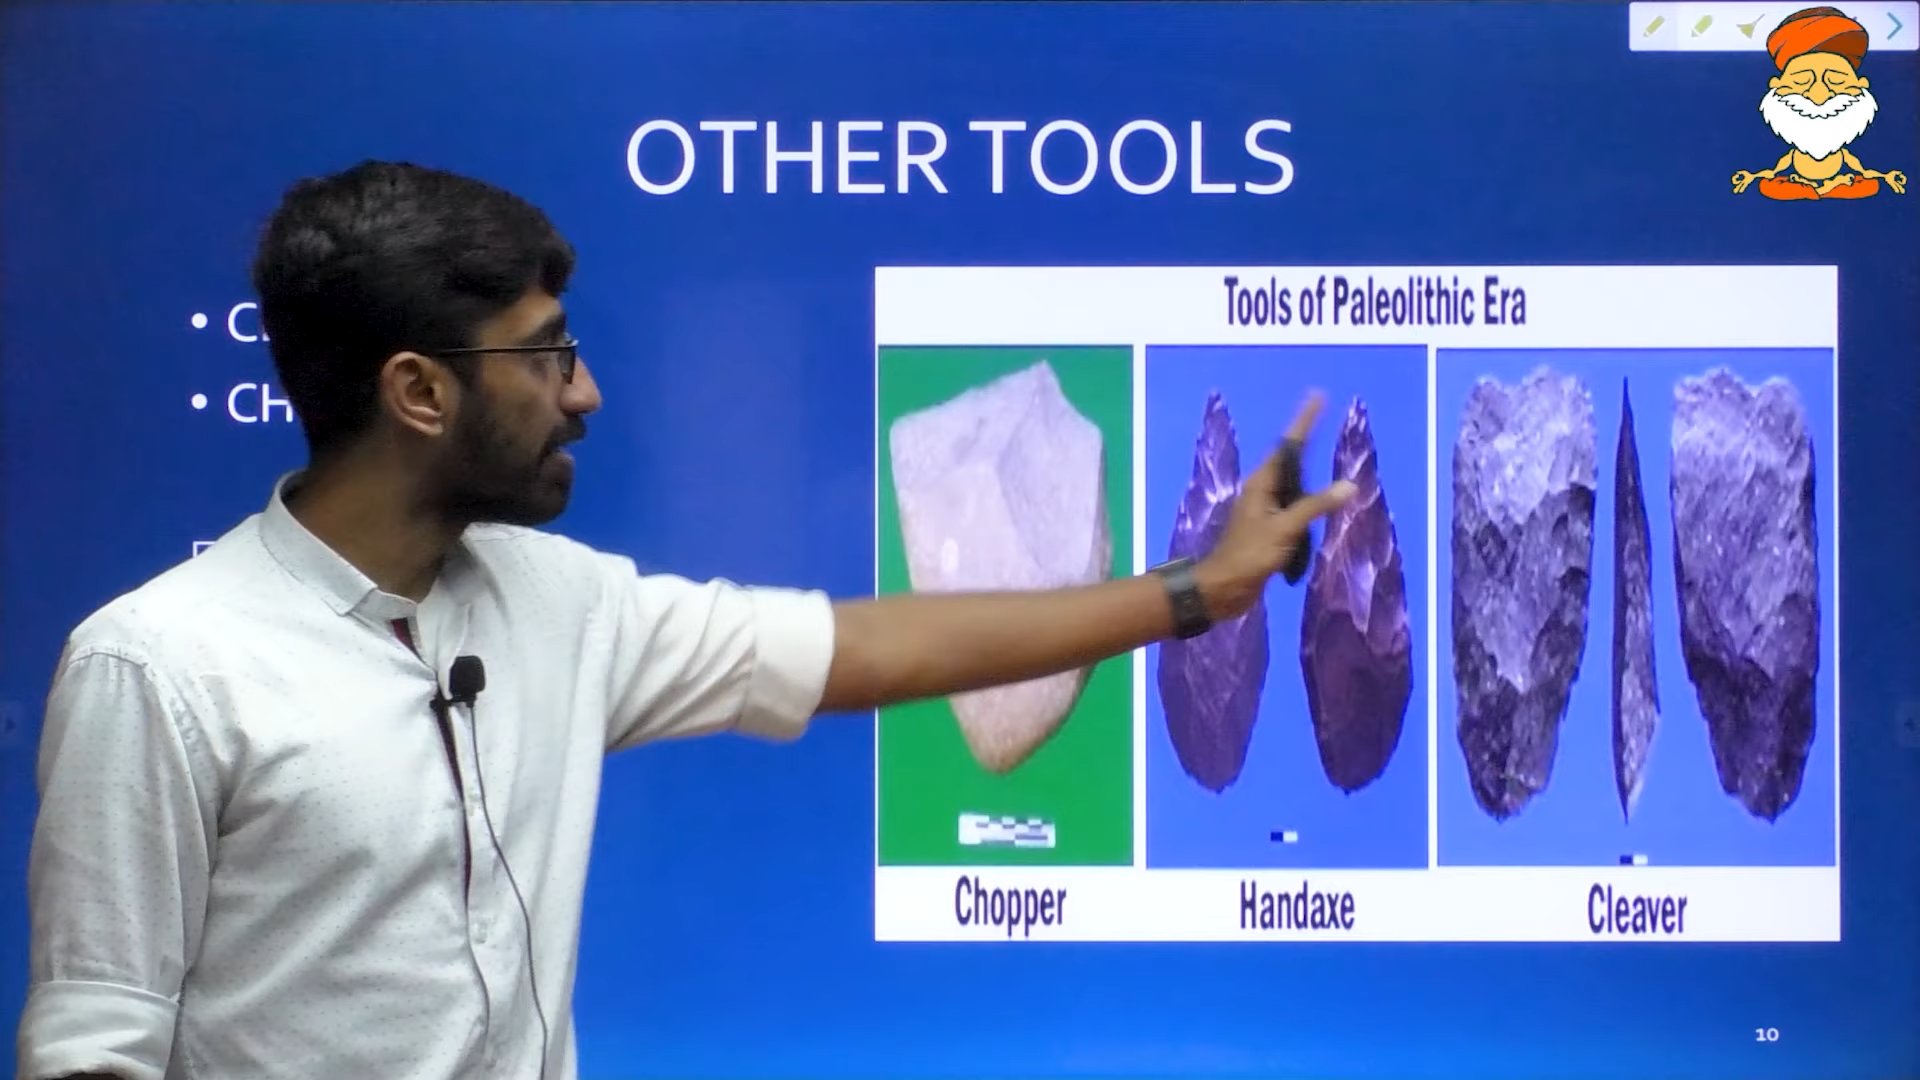 OTHER TOOLS
Tools of Paleolithic Era
Chopper
Handaxe
Cleaver
10